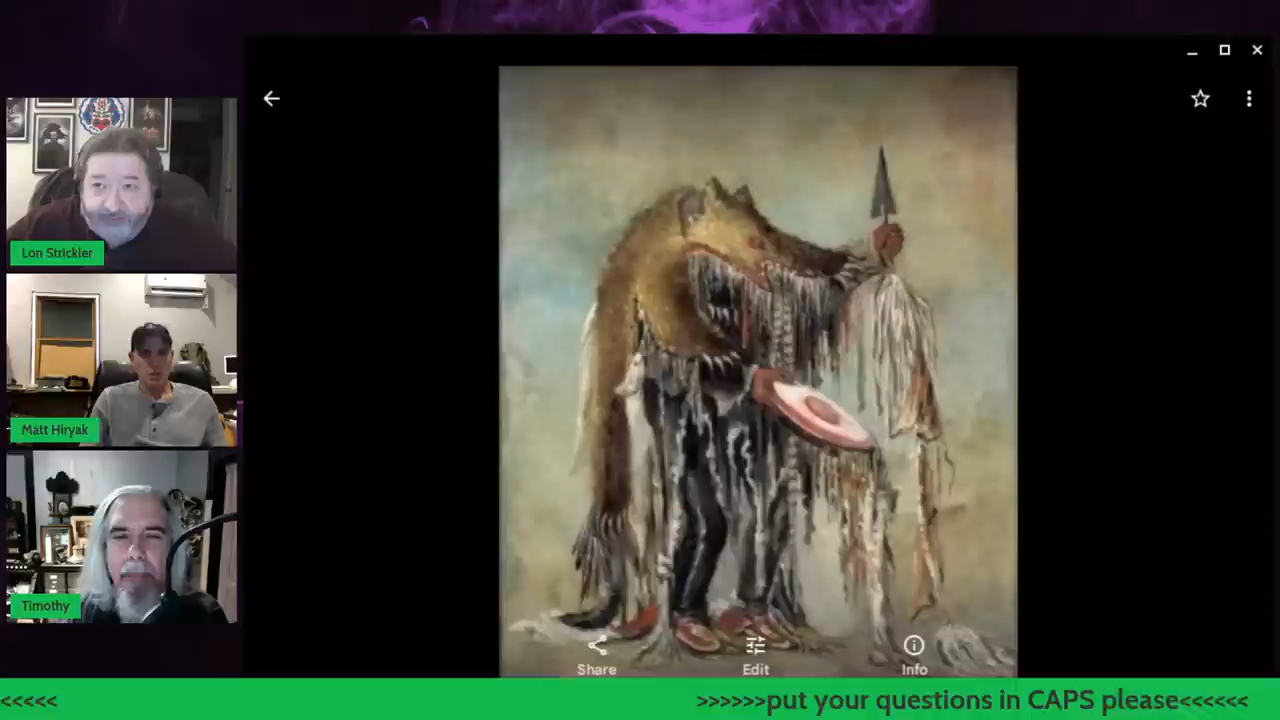 Lon Strickler
Matt Hiryak
Timothy
Share
Edit
Info
<<<<<
>>>>>>put your questions in CAPS please<<<<<<